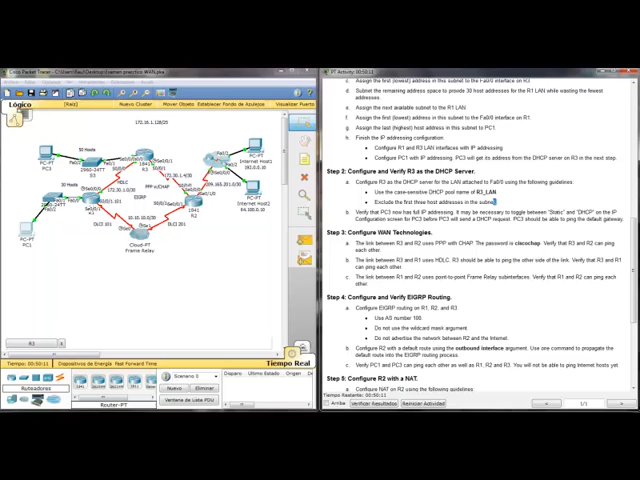 Cisco Packet Tracer - C:\Users\Raul\Desktop\Examen practico WAN.pka
PT Activity: 00:50:11
Lógico
[Raíz]
Nuevo Cluster
Mover Objeto
Establecer Fondo de Azulejos
Visualizar Puerto
172.16.1.128/25
50 Hosts
PC-PT
PC3
2960-24TT
S3
1841
R3
HDLC
PPP w/CHAP
30 Hosts
2960-24TT
R1
PC-PT
PC1
DLCI 101
DLCI 201
Cloud-PT
Frame Relay
1841
R2
209.165.201.0/30
PC-PT
Internet Host1
192.0.2.10
PC-PT
Internet Host2
64.100.0.10
R3
Tiempo: 00:50:11
Dispositivos de Energía
Fast Forward Time
Tiempo Real
Ruteadores
Router-PT
Scenario 0
Nuevo
Eliminar
Ventana de Lista PDU
Disparo
Último Estado
Origen
c. Assign the first (lowest) address in this subnet to the Fa0/0 interface on R3.
d. Subnet the remaining address space to provide 30 host addresses for the R1 LAN while wasting the fewest
addresses.
e. Assign the next available subnet to the R1 LAN
f. Assign the first (lowest) address in this subnet to the Fa0/0 interface on R1.
g. Assign the last (highest) host address in this subnet to PC1.
h. Finish the IP addressing configuration.
• Configure R1 and R3 LAN interfaces with IP addressing
• Configure PC1 with IP addressing. PC3 will get its address from the DHCP server on R3 in the next step.
Step 2: Configure and Verify R3 as the DHCP Server.
a. Configure R3 as the DHCP server for the LAN attached to Fa0/0 using the following guidelines:
• Use the case-sensitive DHCP pool name of R3_LAN.
• Exclude the first three host addresses in the subnet
b. Verify that PC3 now has full IP addressing. It may be necessary to toggle between "Static" and "DHCP" on the IP
Configuration screen for PC3 before PC3 will send a DHCP request. PC3 should be able to ping the default gateway.
Step 3: Configure WAN Technologies.
a. The link between R3 and R2 uses PPP with CHAP. The password is ciscochap. Verify that R3 and R2 can ping
each other.
b. The link between R3 and R1 uses HDLC. R3 should be able to ping the other side of the link. Verify that R3 and R1
can ping each other.
c. The link between R1 and R2 uses point-to-point Frame Relay subinterfaces. Verify that R1 and R2 can ping each
other.
Step 4: Configure and Verify EIGRP Routing.
a. Configure EIGRP routing on R1, R2, and R3
• Use AS number 100.
• Do not use the wildcard mask argument.
• Do not advertise the network between R2 and the Internet.
b. Configure R2 with a default route using the outbound interface argument. Use one command to propagate the
default route into the EIGRP routing process.
c. Verify PC1 and PC3 can ping each other as well as R1, R2 and R3. You will not be able to ping Internet hosts yet.
Step 5: Configure R2 with a NAT.
a. Configure NAT on R2 using the following guidelines:
Tiempo Restante: 00:50:11
Arriba
Verificar Resultados
Reiniciar Actividad
<
1/1
>